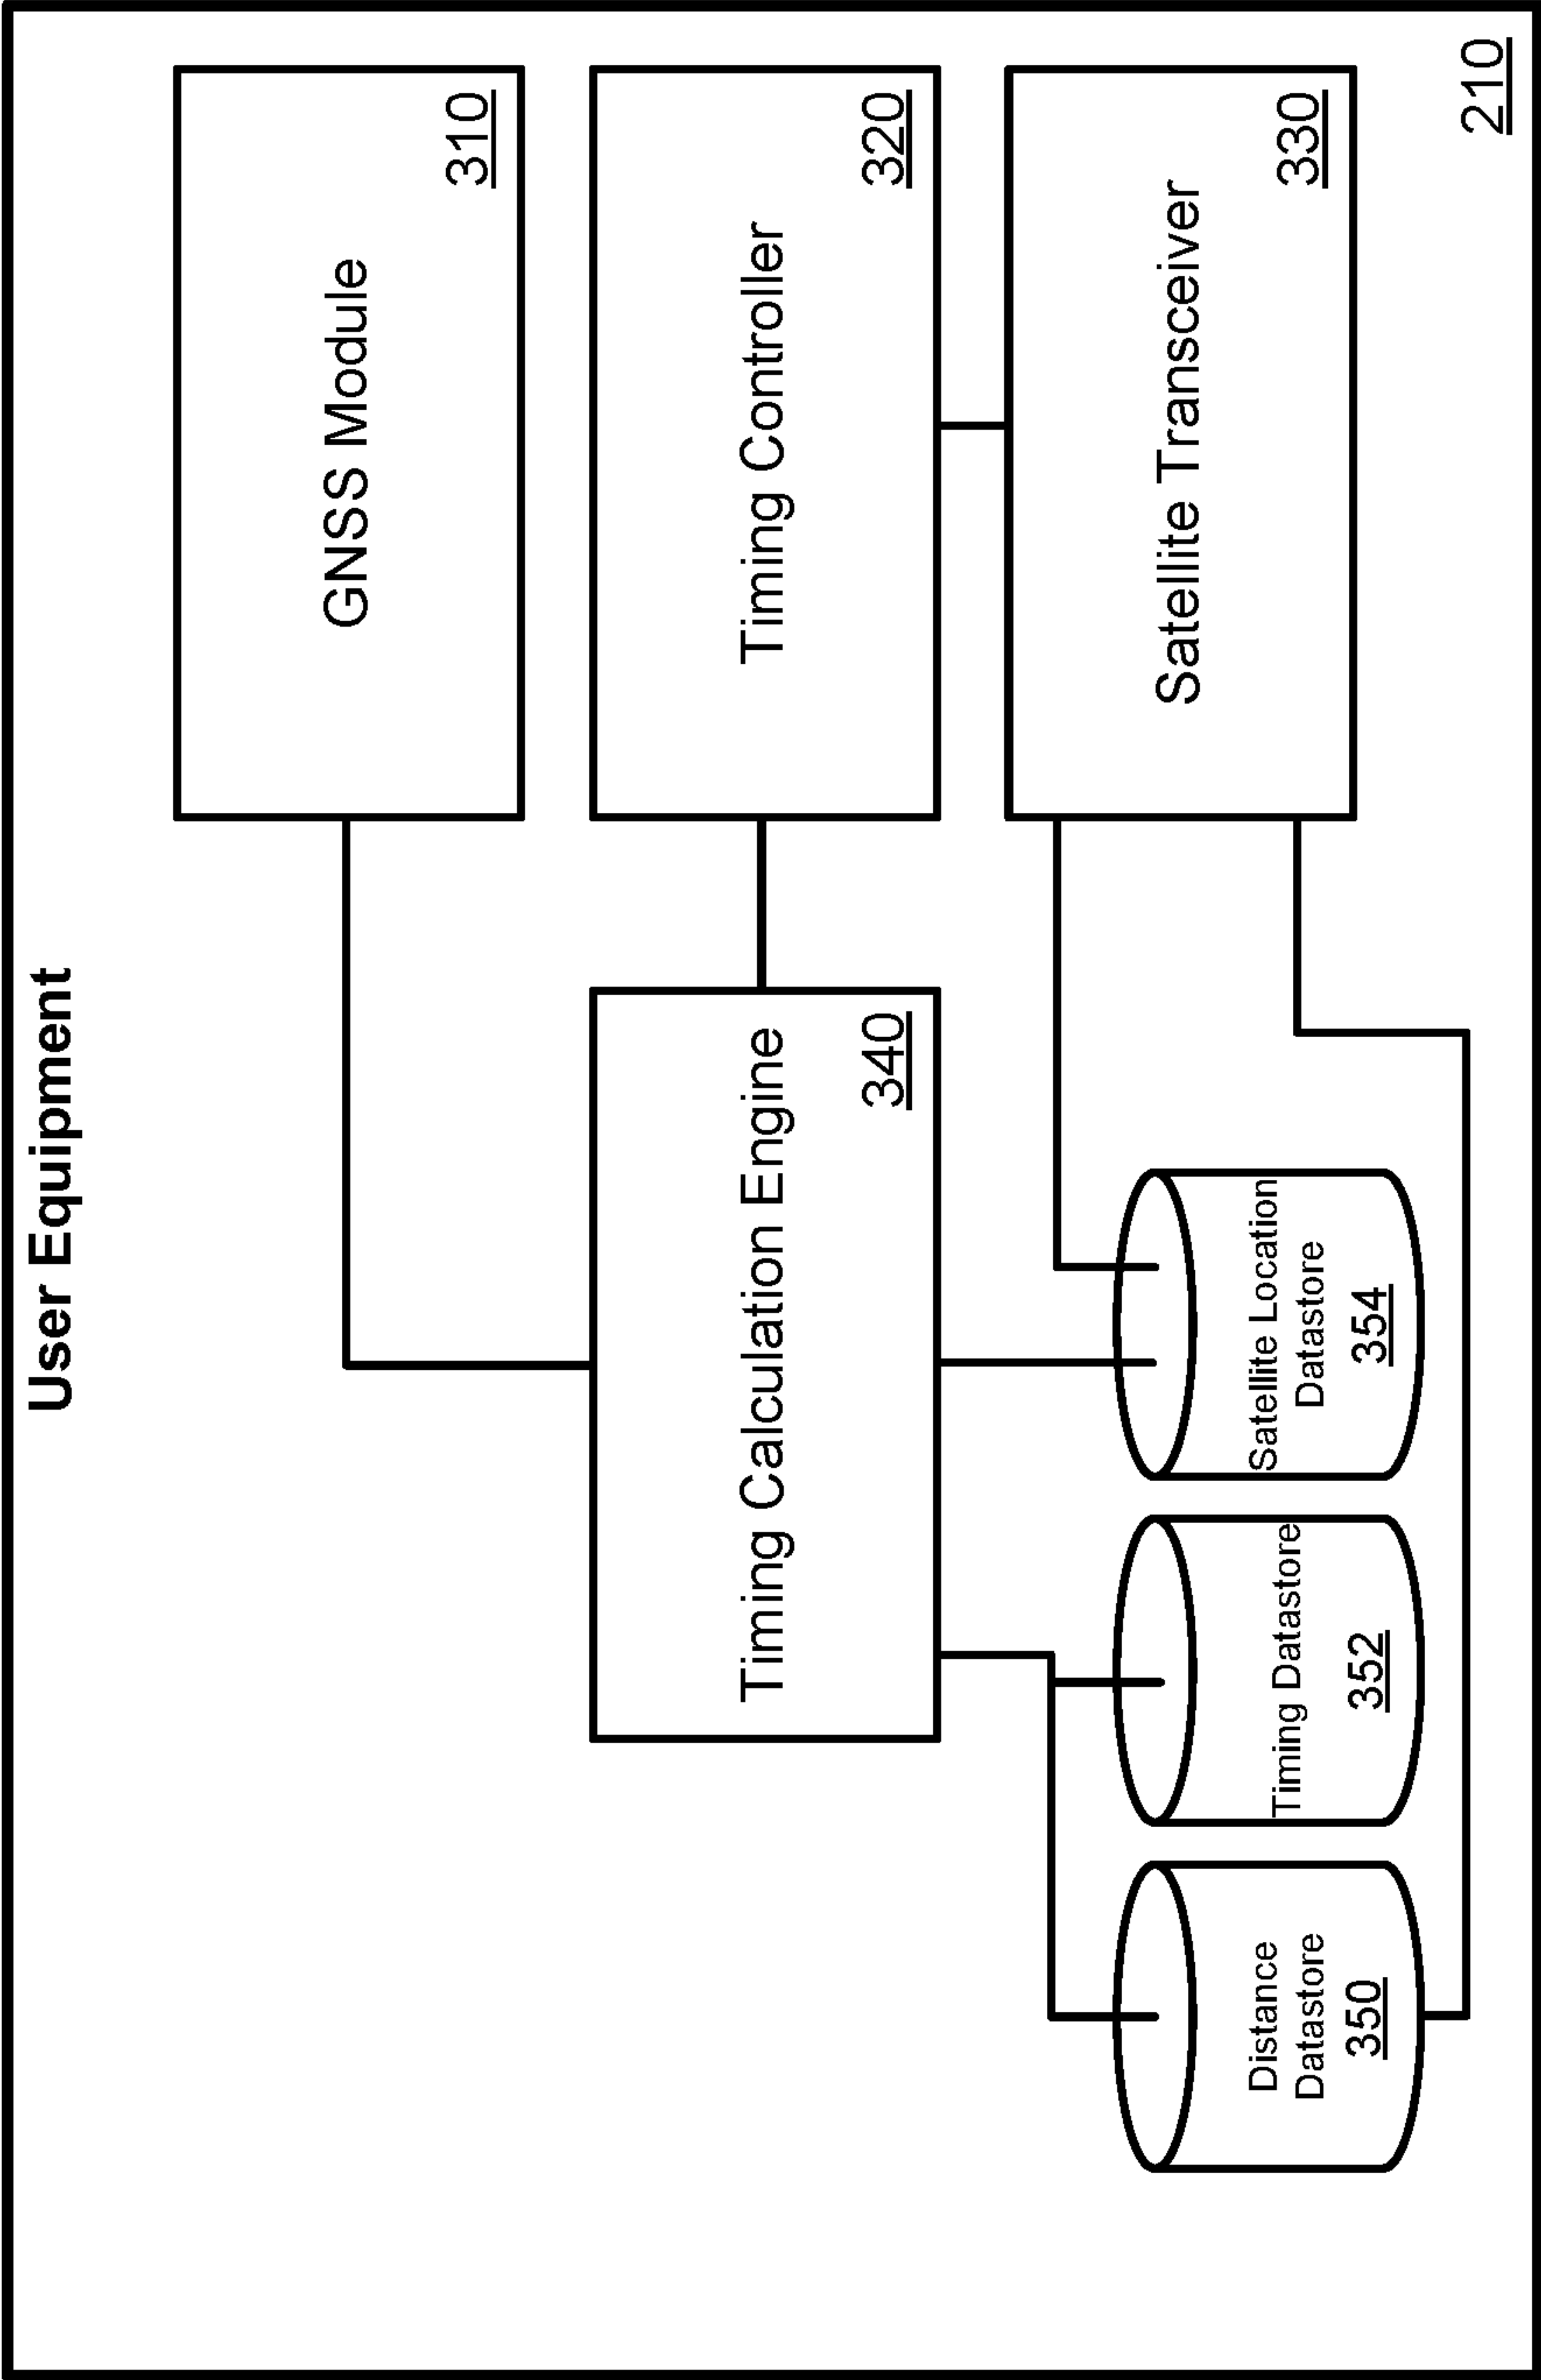 User Equipment
GNSS Module
310
Timing Calculation Engine
340
Timing Controller
320
Distance
Datastore
350
Timing Datastore
352
Satellite Location
Datastore
354
Satellite Transceiver
330
210